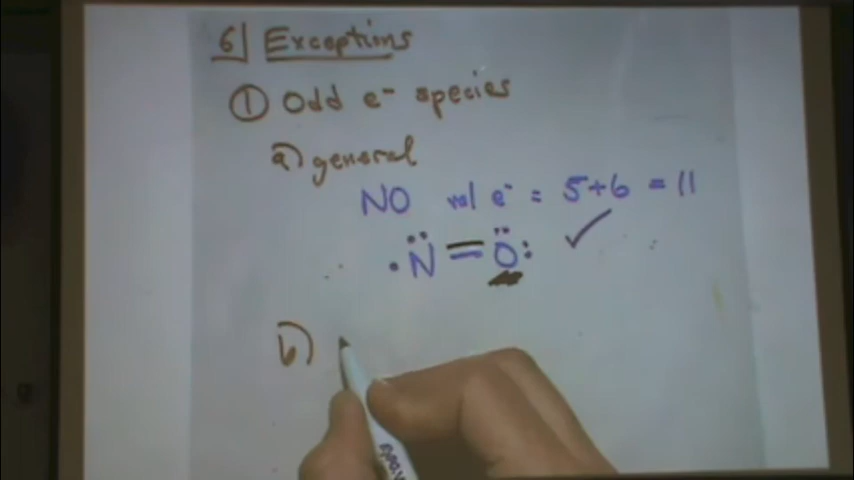 6| Exceptions
① Odd e⁻ species
a) general
NO val e⁻ = 5+6 = 11
·N̈=Ö: ✓
b)